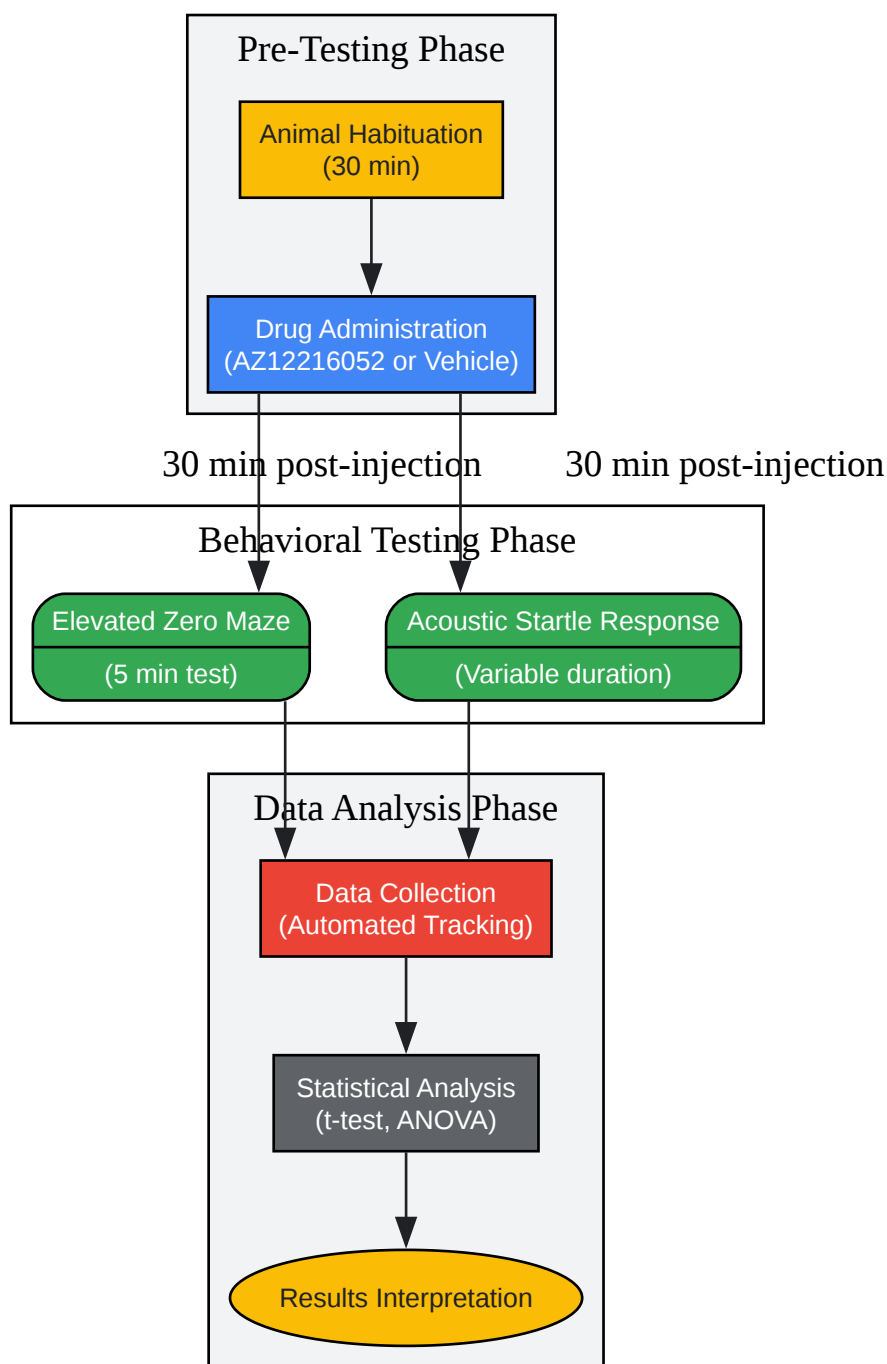 Pre-Testing Phase
Animal Habituation
(30 min)
Drug Administration
(AZ12216052 or Vehicle)
30 min post-injection
30 min post-injection
Behavioral Testing Phase
Elevated Zero Maze
(5 min test)
Acoustic Startle Response
(Variable duration)
Data Analysis Phase
Data Collection
(Automated Tracking)
Statistical Analysis
(t-test, ANOVA)
Results Interpretation